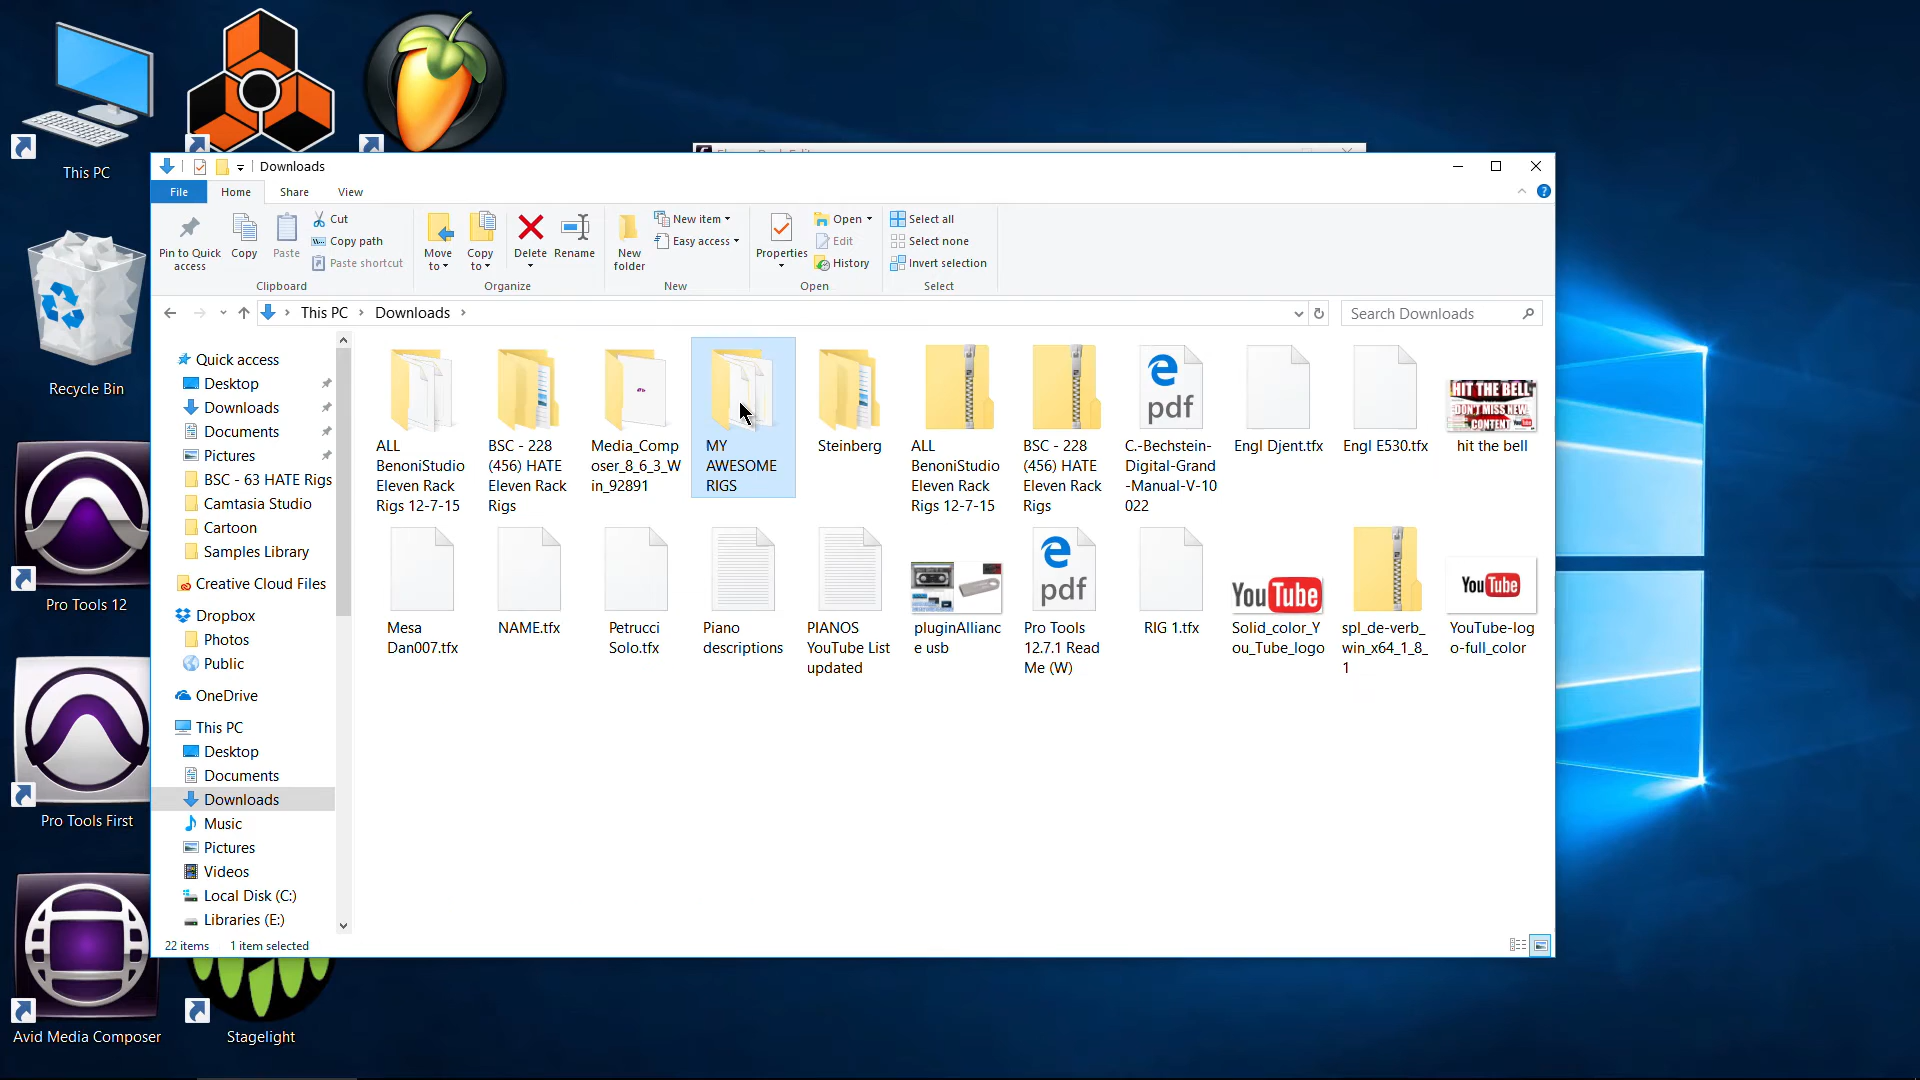 This PC
Recycle Bin
Pro Tools 12
Pro Tools First
Avid Media Composer
Stagelight
Downloads
File
Home
Share
View
Pin to Quick
access
Copy
Paste
Cut
Copy path
Paste shortcut
Clipboard
Move
to
Copy
to
Delete
Rename
Organize
New
folder
New item
Easy access
New
Properties
Open
Edit
History
Open
Select all
Select none
Invert selection
Select
This PC
Downloads
Search Downloads
Quick access
Desktop
Downloads
Documents
Pictures
BSC - 63 HATE Rigs
Camtasia Studio
Cartoon
Samples Library
Creative Cloud Files
Dropbox
Photos
Public
OneDrive
This PC
Desktop
Documents
Downloads
Music
Pictures
Videos
Local Disk (C:)
Libraries (E:)
ALL
BenoniStudio
Eleven Rack
Rigs 12-7-15
BSC - 228
(456) HATE
Eleven Rack
Rigs
Media_Comp
oser_8_6_3_W
in_92891
MY
AWESOME
RIGS
Steinberg
ALL
BenoniStudio
Eleven Rack
Rigs 12-7-15
BSC - 228
(456) HATE
Eleven Rack
Rigs
pdf
C.-Bechstein-
Digital-Grand
-Manual-V-10
022
Engl Djent.tfx
Engl E530.tfx
HIT THE BELL
DON'T MISS NEW
CONTENT
hit the bell
Mesa
Dan007.tfx
NAME.tfx
Petrucci
Solo.tfx
Piano
descriptions
PIANOS
YouTube List
updated
pluginAllianc
e usb
pdf
Pro Tools
12.7.1 Read
Me (W)
RIG 1.tfx
YouTube
Solid_color_Y
ou_Tube_logo
spl_de-verb_
win_x64_1_8_
1
YouTube
YouTube-log
o-full_color
22 items
1 item selected